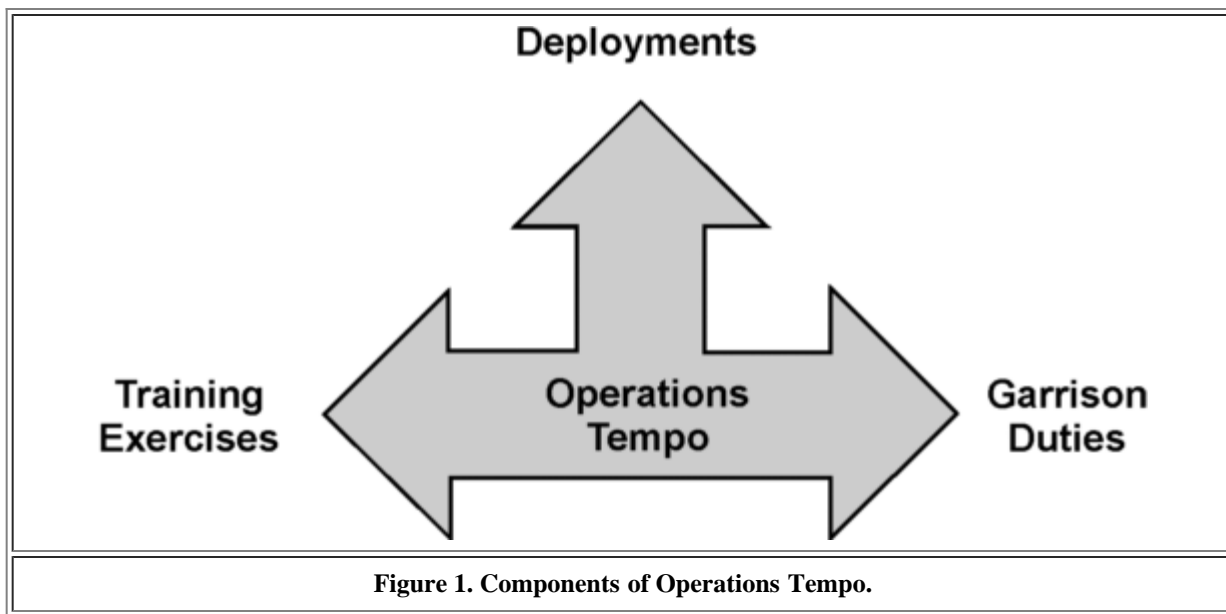 Deployments
Training
Exercises
Operations
Tempo
Garrison
Duties
Figure 1. Components of Operations Tempo.